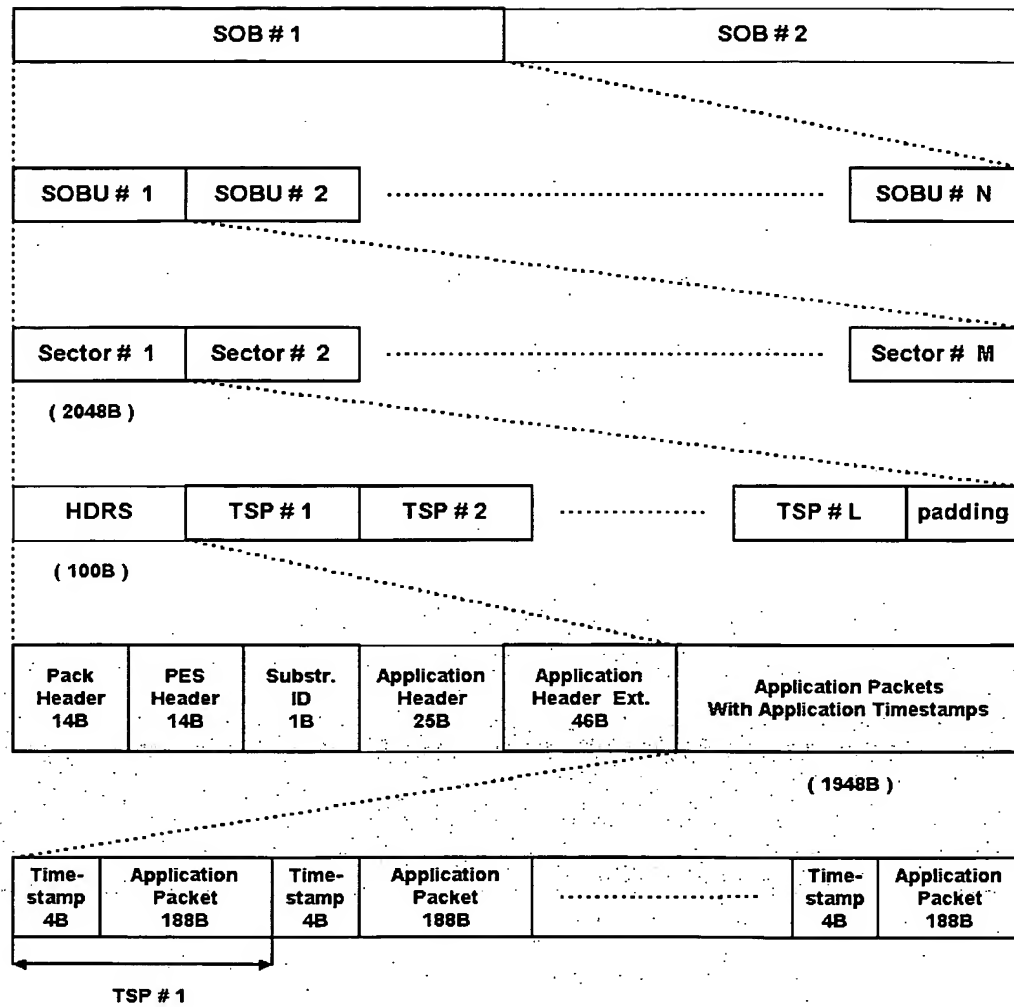 SOB # 1
SOB # 2
SOBU # 1
SOBU # 2
SOBU # N
Sector # 1
Sector # 2
Sector # M
( 2048B )
HDRS
TSP # 1
TSP # 2
TSP # L
padding
( 100B )
Pack
Header
14B
PES
Header
14B
Substr.
ID
1B
Application
Header
25B
Application
Header Ext.
46B
Application Packets
With Application Timestamps
( 1948B )
Time-
stamp
4B
Application
Packet
188B
Time-
stamp
4B
Application
Packet
188B
Time-
stamp
4B
Application
Packet
188B
TSP # 1